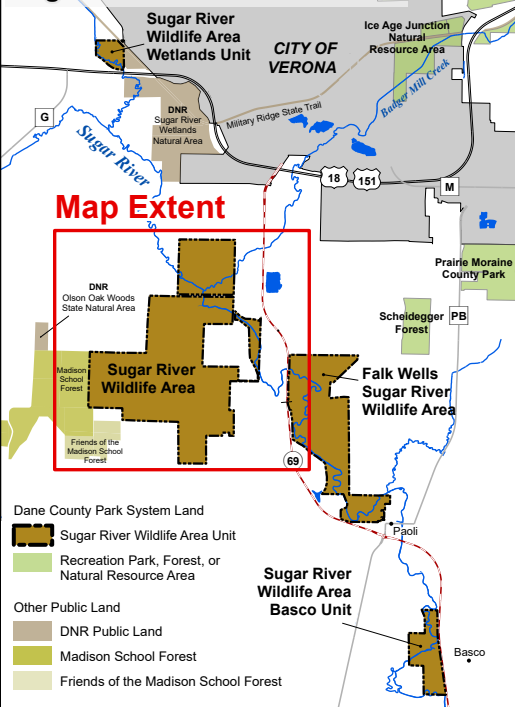 Sugar River
Wildlife Area
Wetlands Unit
CITY OF
VERONA
Ice Age Junction
Natural
Resource Area
Badger Mill Creek
M
G
DNR
Sugar River
Wetlands
Natural Area
Military Ridge State Trail
Sugar River
18
151
M
Map Extent
Prairie Moraine
County Park
DNR
Olson Oak Woods
State Natural Area
Scheidegger
Forest
PB
Madison
School
Forest
Sugar River
Wildlife Area
Falk Wells
Sugar River
Wildlife Area
Friends of the
Madison School
Forest
69
Dane County Park System Land
Sugar River Wildlife Area Unit
Recreation Park, Forest, or
Natural Resource Area
Other Public Land
DNR Public Land
Madison School Forest
Friends of the Madison School Forest
Paoli
Sugar River
Wildlife Area
Basco Unit
Basco